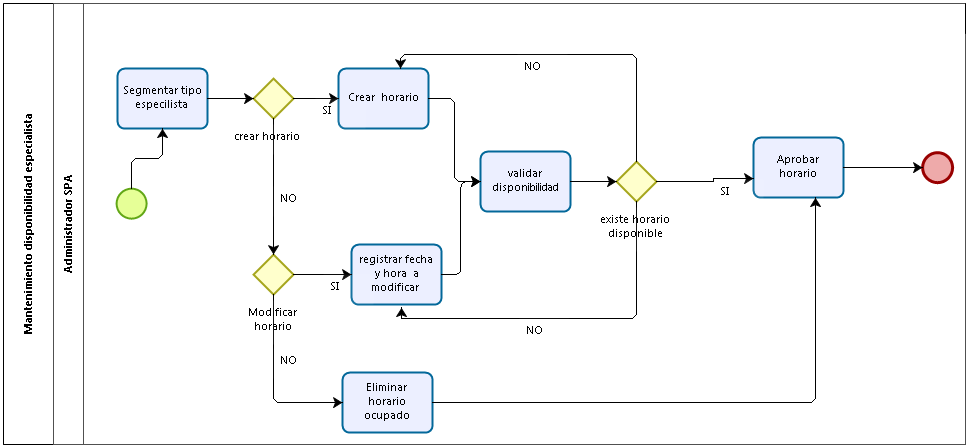 Mantenimiento disponibilidad especialista
Administrador SPA
Segmentar tipo
especilista
crear horario
SI
Crear horario
NO
NO
validar
disponibilidad
existe horario
disponible
SI
Aprobar
horario
Modificar
horario
SI
registrar fecha
y hora a
modificar
NO
NO
Eliminar
horario
ocupado